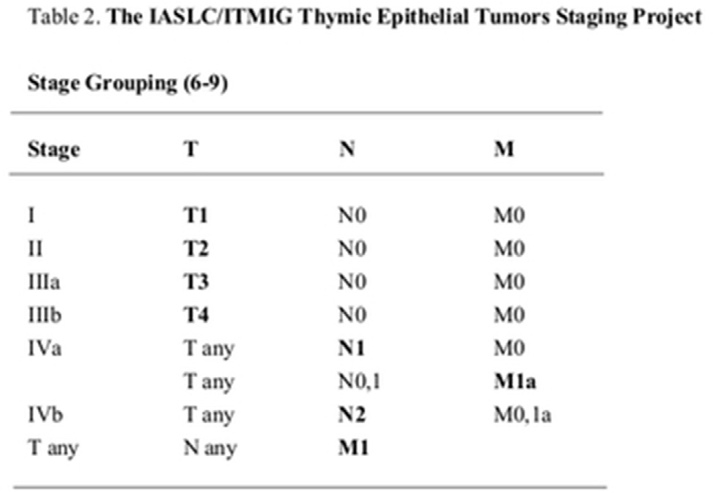 Table 2. The IASLC/ITMIG Thymic Epithelial Tumors Staging Project
Stage Grouping (6-9)
Stage T N M
I T1 N0 M0
II T2 N0 M0
IIIa T3 N0 M0
IIIb T4 N0 M0
IVa T any N1 M0
T any N0,1 M1a
IVb T any N2 M0,1a
T any N any M1